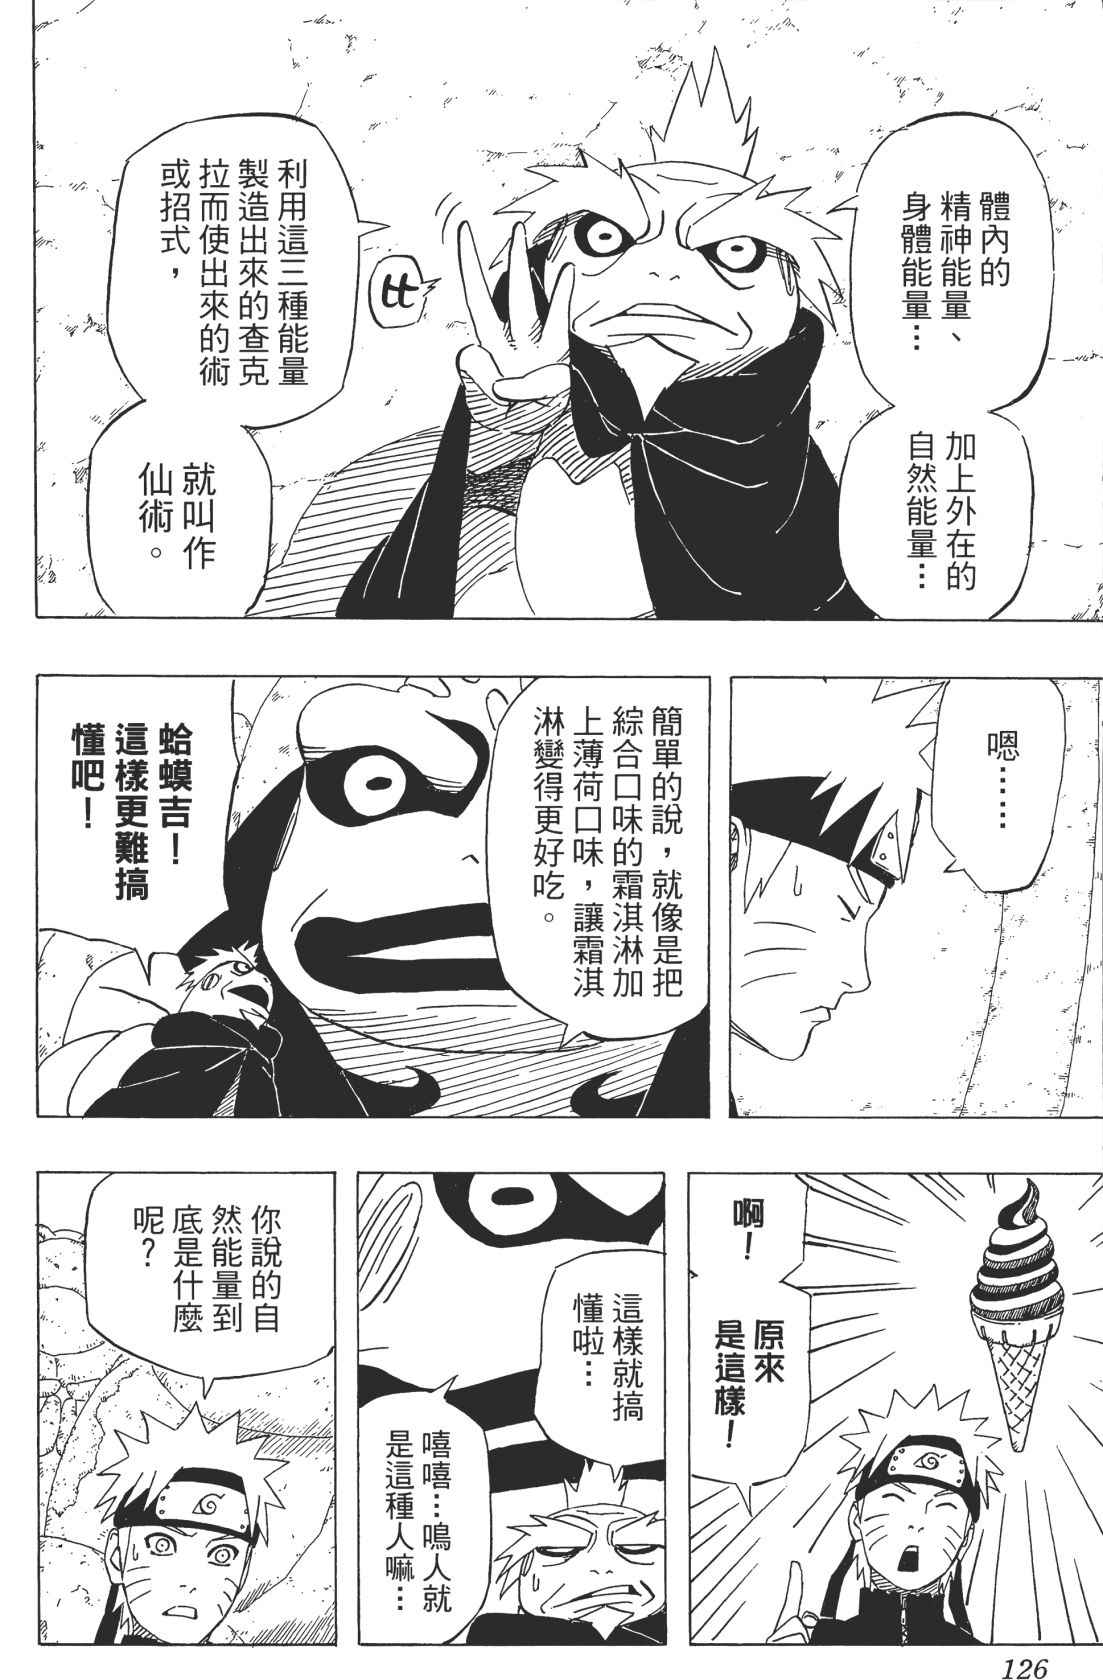 體內的
精神能量、
身體能量…
加上外在的
自然能量…
ヒヒ
利用這三種能量
製造出來的查克
拉而使出來的術
或招式，
就叫作
仙術。
嗯……
簡單的說，就像是把
綜合口味的霜淇淋加
上薄荷口味，讓霜淇
淋變得更好吃。
蛤蟆吉！
這樣更難搞
懂吧！
啊！
原來
是這樣！
這樣就搞
懂啦…
嘻嘻…鳴人就
是這種人嘛…
你說的自
然能量到
底是什麼
呢？
126